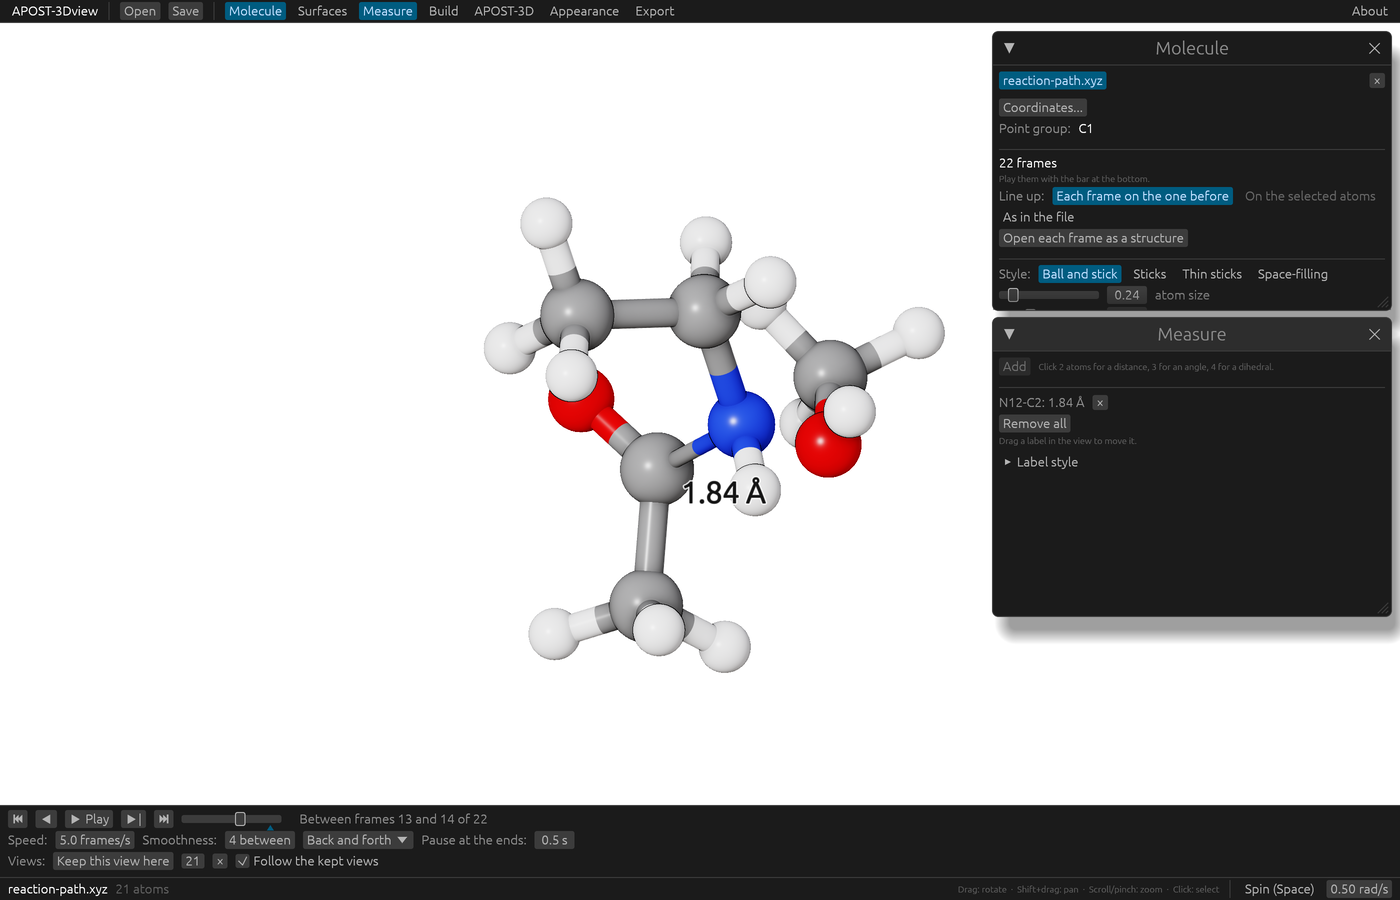 APOST-3Dview Open Save Molecule Surfaces Measure Build APOST-3D Appearance Export About
Molecule
reaction-path.xyz x
Coordinates...
Point group: C1
22 frames
Play them with the bar at the bottom.
Line up: Each frame on the one before On the selected atoms
As in the file
Open each frame as a structure
Style: Ball and stick Sticks Thin sticks Space-filling
0.24 atom size
Measure
Add Click 2 atoms for a distance, 3 for an angle, 4 for a dihedral.
N12-C2: 1.84 Å x
Remove all
Drag a label in the view to move it.
Label style
1.84 Å
Play Between frames 13 and 14 of 22
Speed: 5.0 frames/s Smoothness: 4 between Back and forth Pause at the ends: 0.5 s
Views: Keep this view here 21 x Follow the kept views
reaction-path.xyz 21 atoms Drag: rotate · Shift+drag: pan · Scroll/pinch: zoom · Click: select Spin (Space) 0.50 rad/s